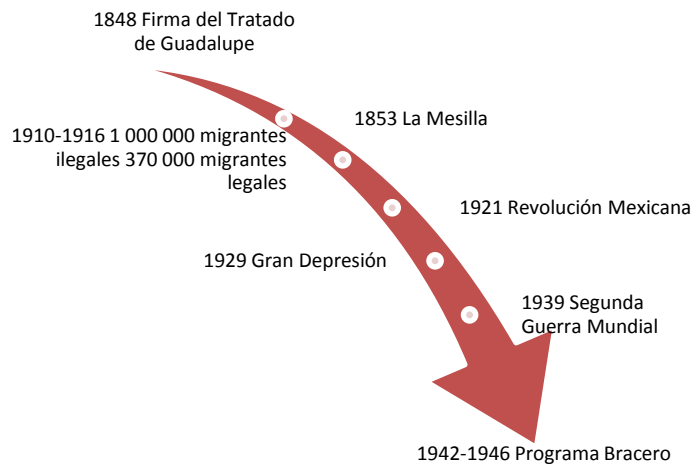 1848 Firma del Tratado
de Guadalupe
1853 La Mesilla
1910-1916 1 000 000 migrantes
ilegales 370 000 migrantes
legales
1921 Revolución Mexicana
1929 Gran Depresión
1939 Segunda
Guerra Mundial
1942-1946 Programa Bracero